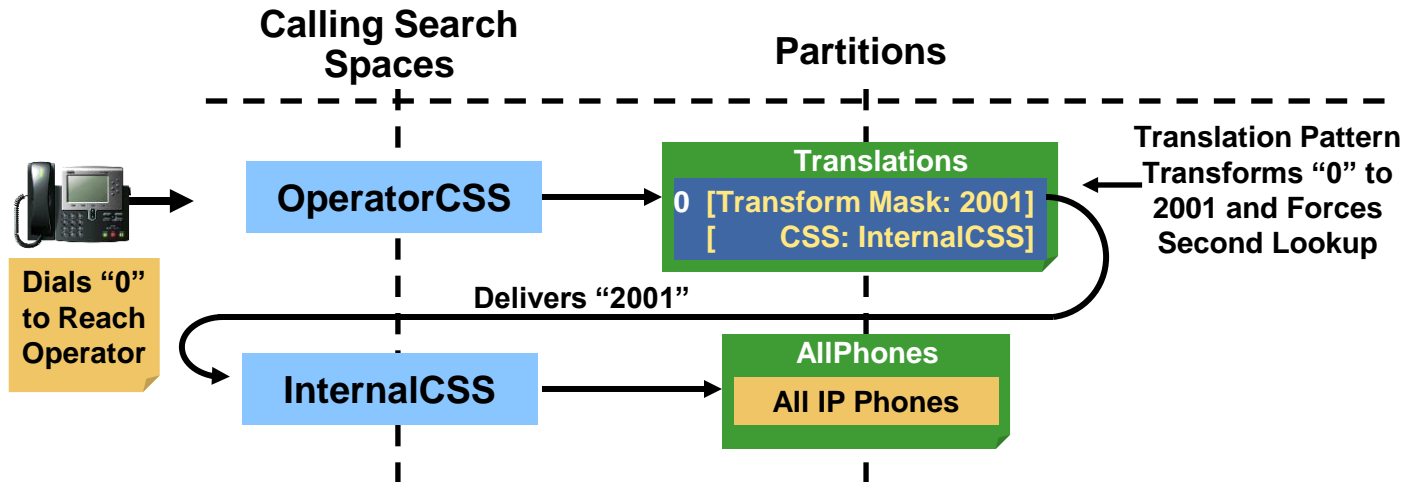 Calling Search
Spaces
Partitions
Translation Pattern
Transforms “0” to
2001 and Forces
Second Lookup
Translations
0 [Transform Mask: 2001]
[ CSS: InternalCSS]
OperatorCSS
Dials “0”
to Reach
Operator
Delivers “2001”
InternalCSS
AllPhones
All IP Phones